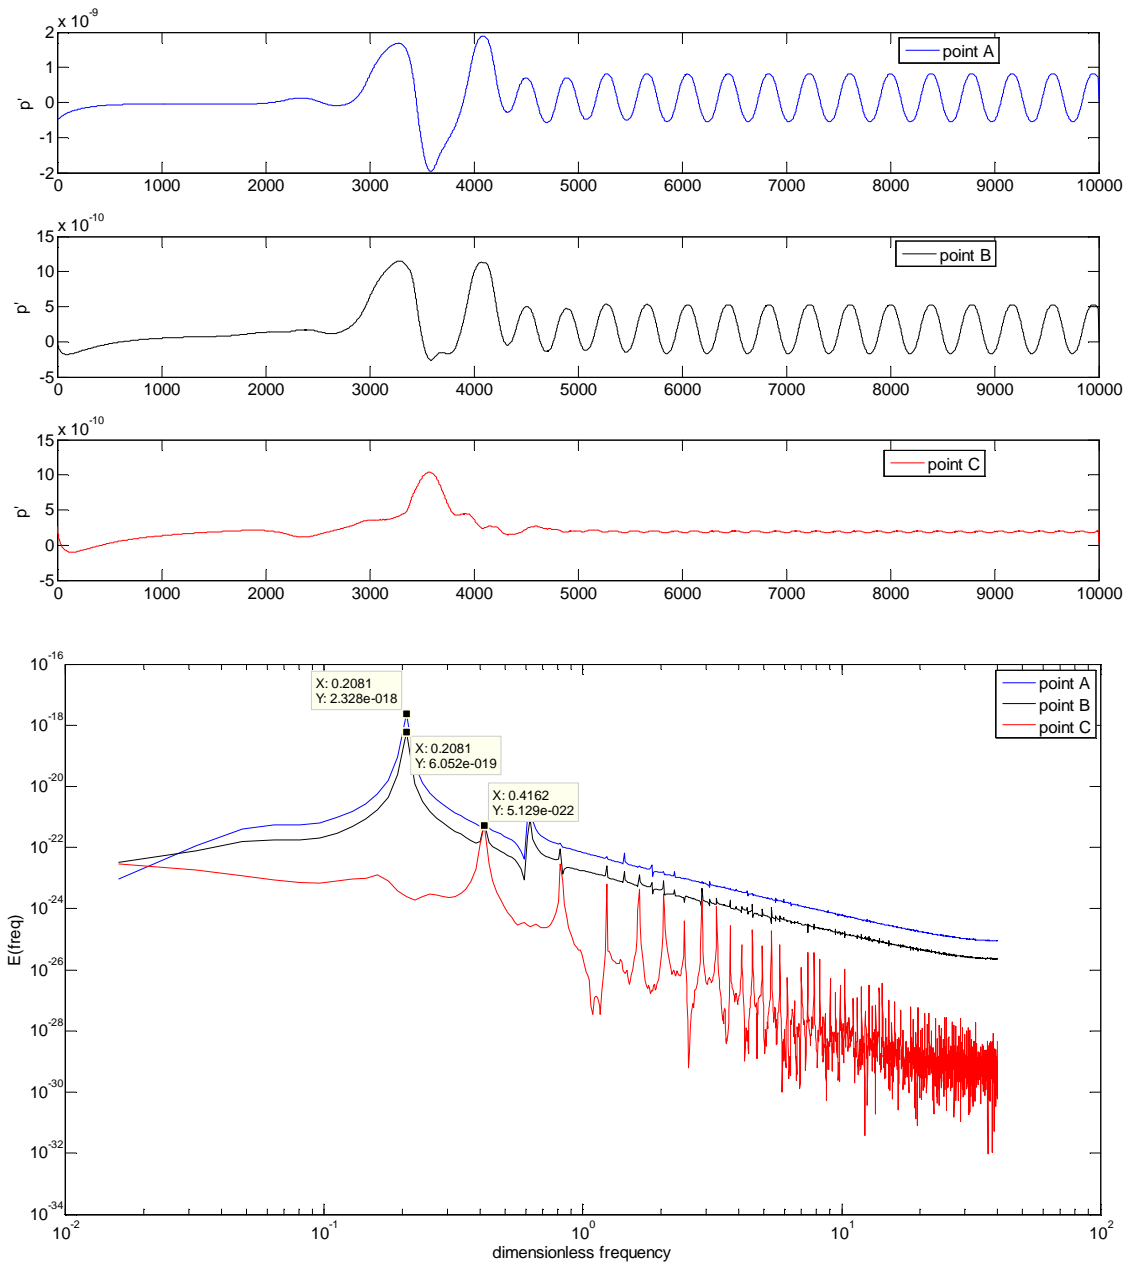 x 10^-9
2
1
0
-1
-2
p'
point A
0 1000 2000 3000 4000 5000 6000 7000 8000 9000 10000
x 10^-10
15
10
5
0
-5
p'
point B
0 1000 2000 3000 4000 5000 6000 7000 8000 9000 10000
x 10^-10
15
10
5
0
-5
p'
point C
0 1000 2000 3000 4000 5000 6000 7000 8000 9000 10000
10^-16
10^-18
10^-20
10^-22
10^-24
10^-26
10^-28
10^-30
10^-32
10^-34
E(freq)
X: 0.2081
Y: 2.328e-018
X: 0.2081
Y: 6.052e-019
X: 0.4162
Y: 5.129e-022
point A
point B
point C
10^-2 10^-1 10^0 10^1 10^2
dimensionless frequency